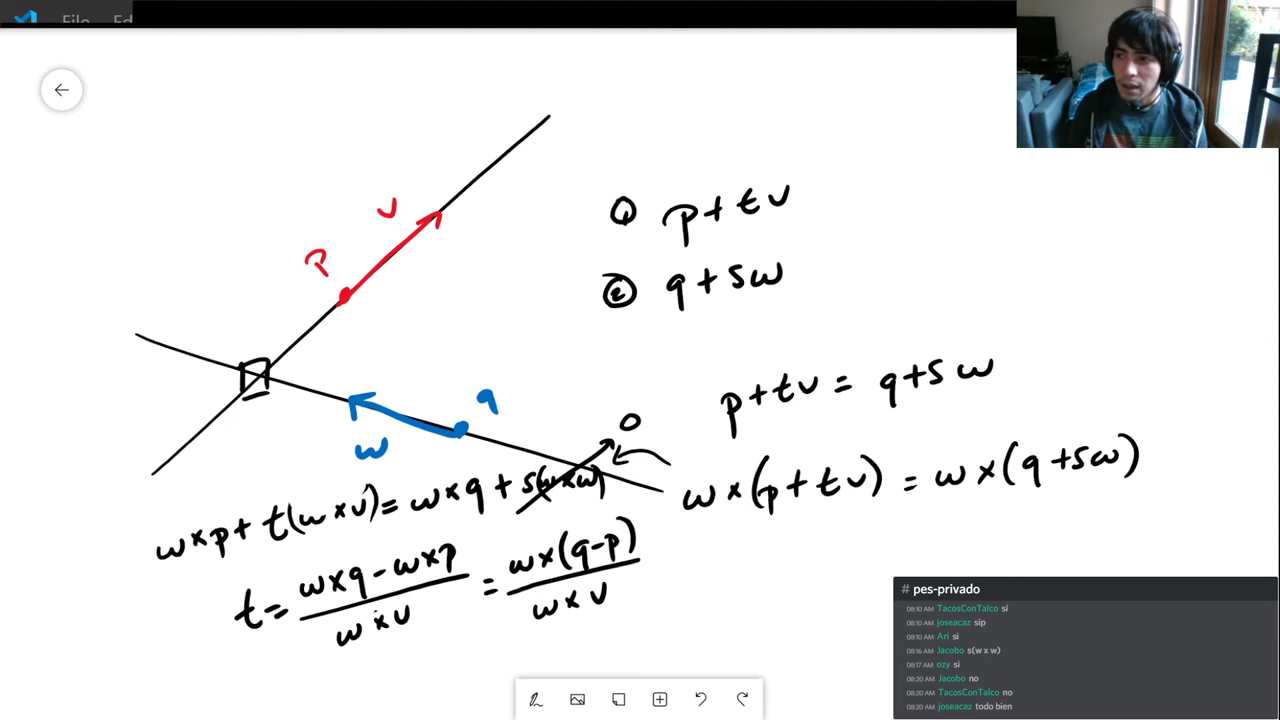 File Ed
v
① p + tv
P
② q + sw
q
w
p + tv = q + sw
0
w × (p + tv) = w × (q + sw)
w × p + t(w × v) = w × q + s(w × w)
t = w×q - w×p / w×v = w×(q-p) / w×v
# pes-privado
08:10 AM TacosConTalco sí
08:10 AM joseacaz sip
08:10 AM Ari si
08:16 AM Jacobo s(w x w)
08:17 AM ozy si
08:20 AM Jacobo no
08:20 AM TacosConTalco no
08:20 AM joseacaz todo bien